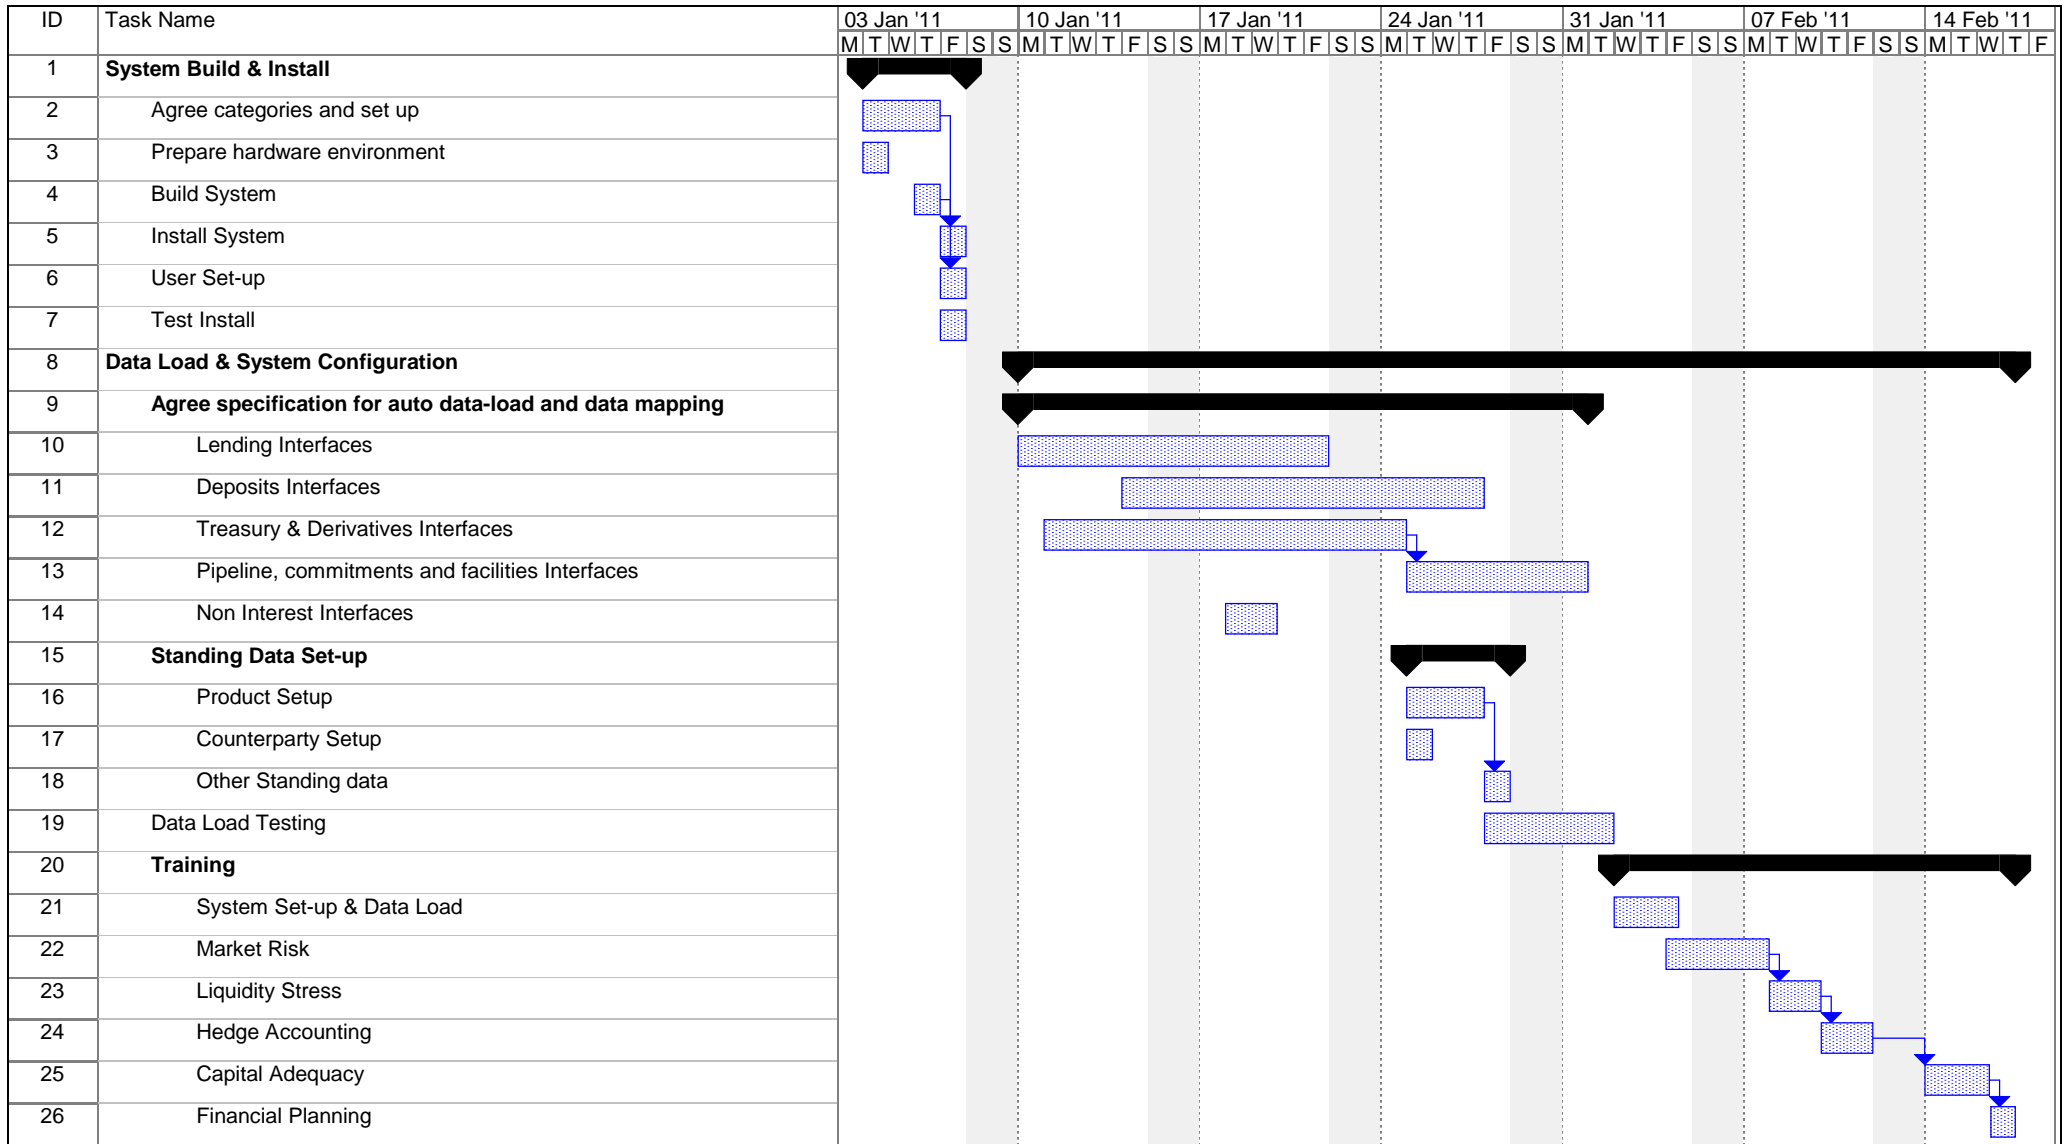 ID Task Name 03 Jan '11 10 Jan '11 17 Jan '11 24 Jan '11 31 Jan '11 07 Feb '11 14 Feb '11
M T W T F S S M T W T F S S M T W T F S S M T W T F S S M T W T F S S M T W T F S S M T W T F
1 System Build & Install
2 Agree categories and set up
3 Prepare hardware environment
4 Build System
5 Install System
6 User Set-up
7 Test Install
8 Data Load & System Configuration
9 Agree specification for auto data-load and data mapping
10 Lending Interfaces
11 Deposits Interfaces
12 Treasury & Derivatives Interfaces
13 Pipeline, commitments and facilities Interfaces
14 Non Interest Interfaces
15 Standing Data Set-up
16 Product Setup
17 Counterparty Setup
18 Other Standing data
19 Data Load Testing
20 Training
21 System Set-up & Data Load
22 Market Risk
23 Liquidity Stress
24 Hedge Accounting
25 Capital Adequacy
26 Financial Planning